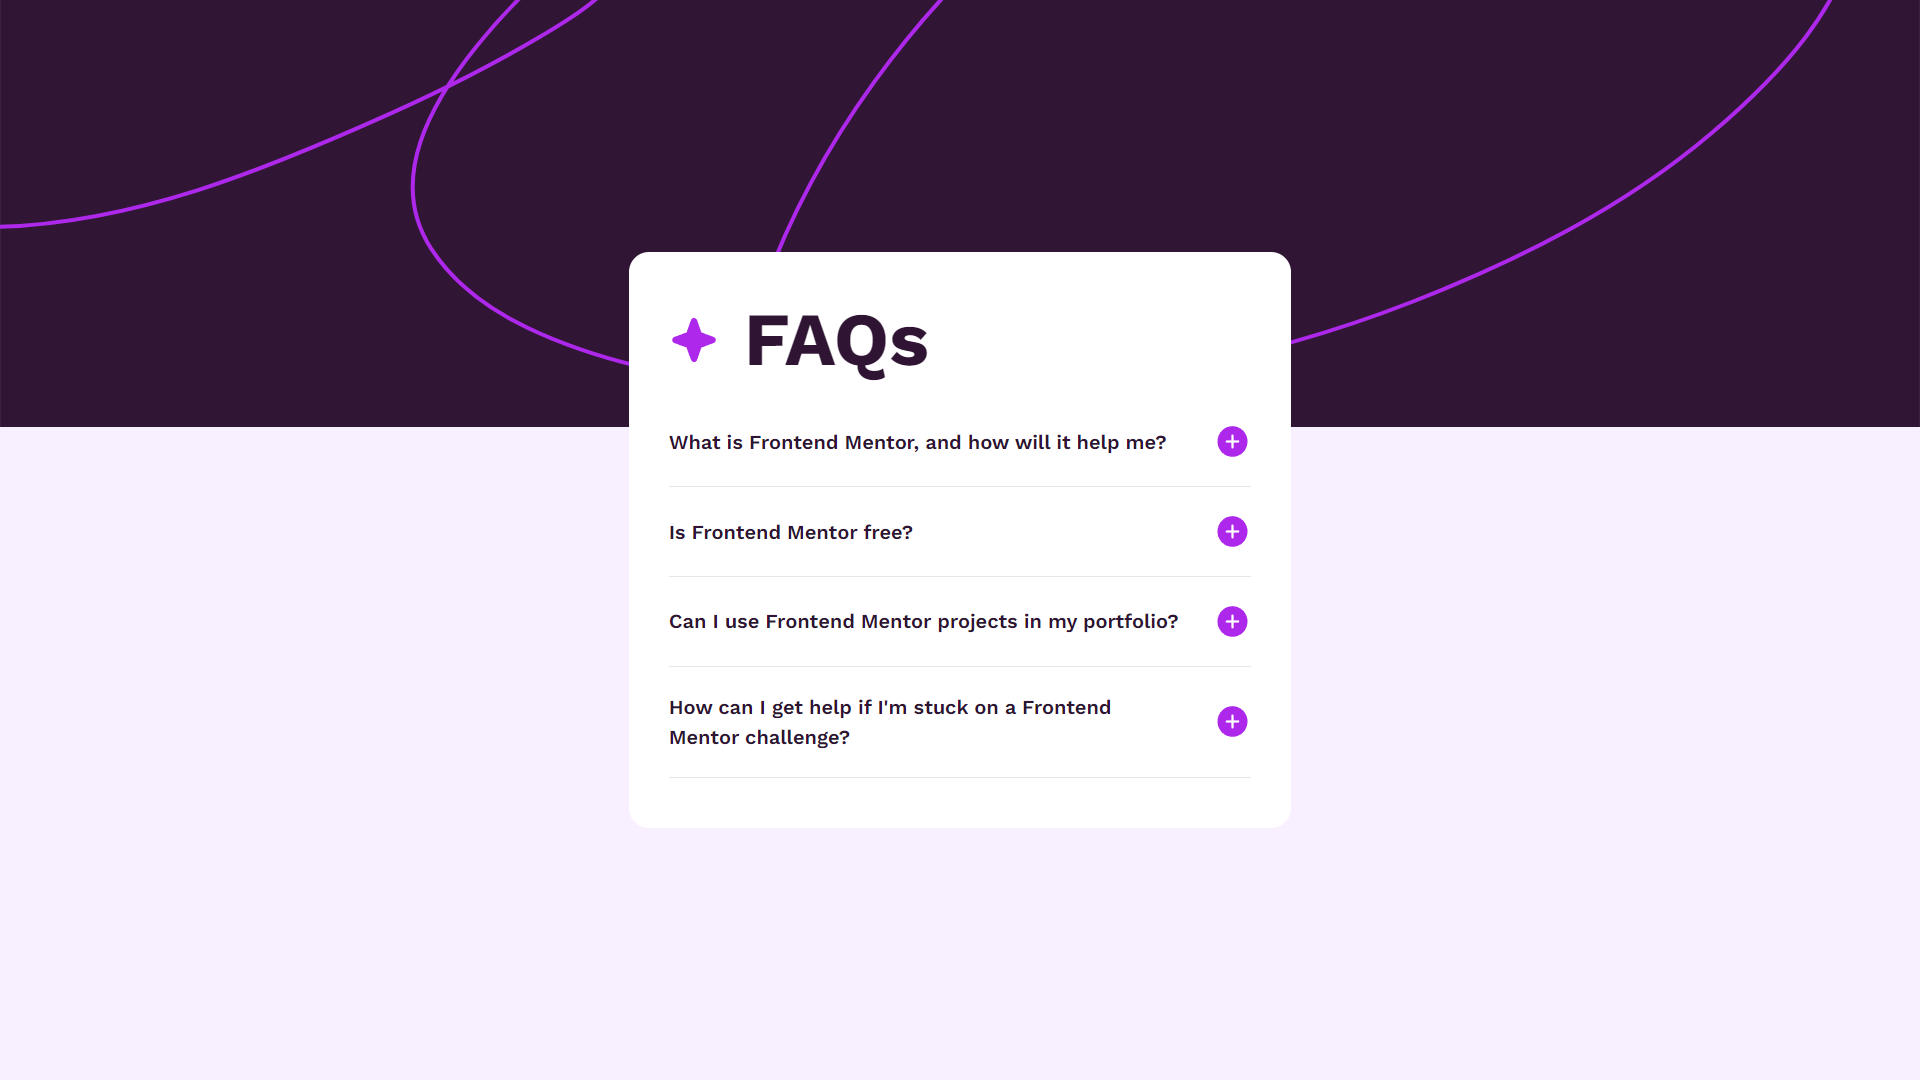 FAQs
What is Frontend Mentor, and how will it help me?
Is Frontend Mentor free?
Can I use Frontend Mentor projects in my portfolio?
How can I get help if I'm stuck on a Frontend
Mentor challenge?